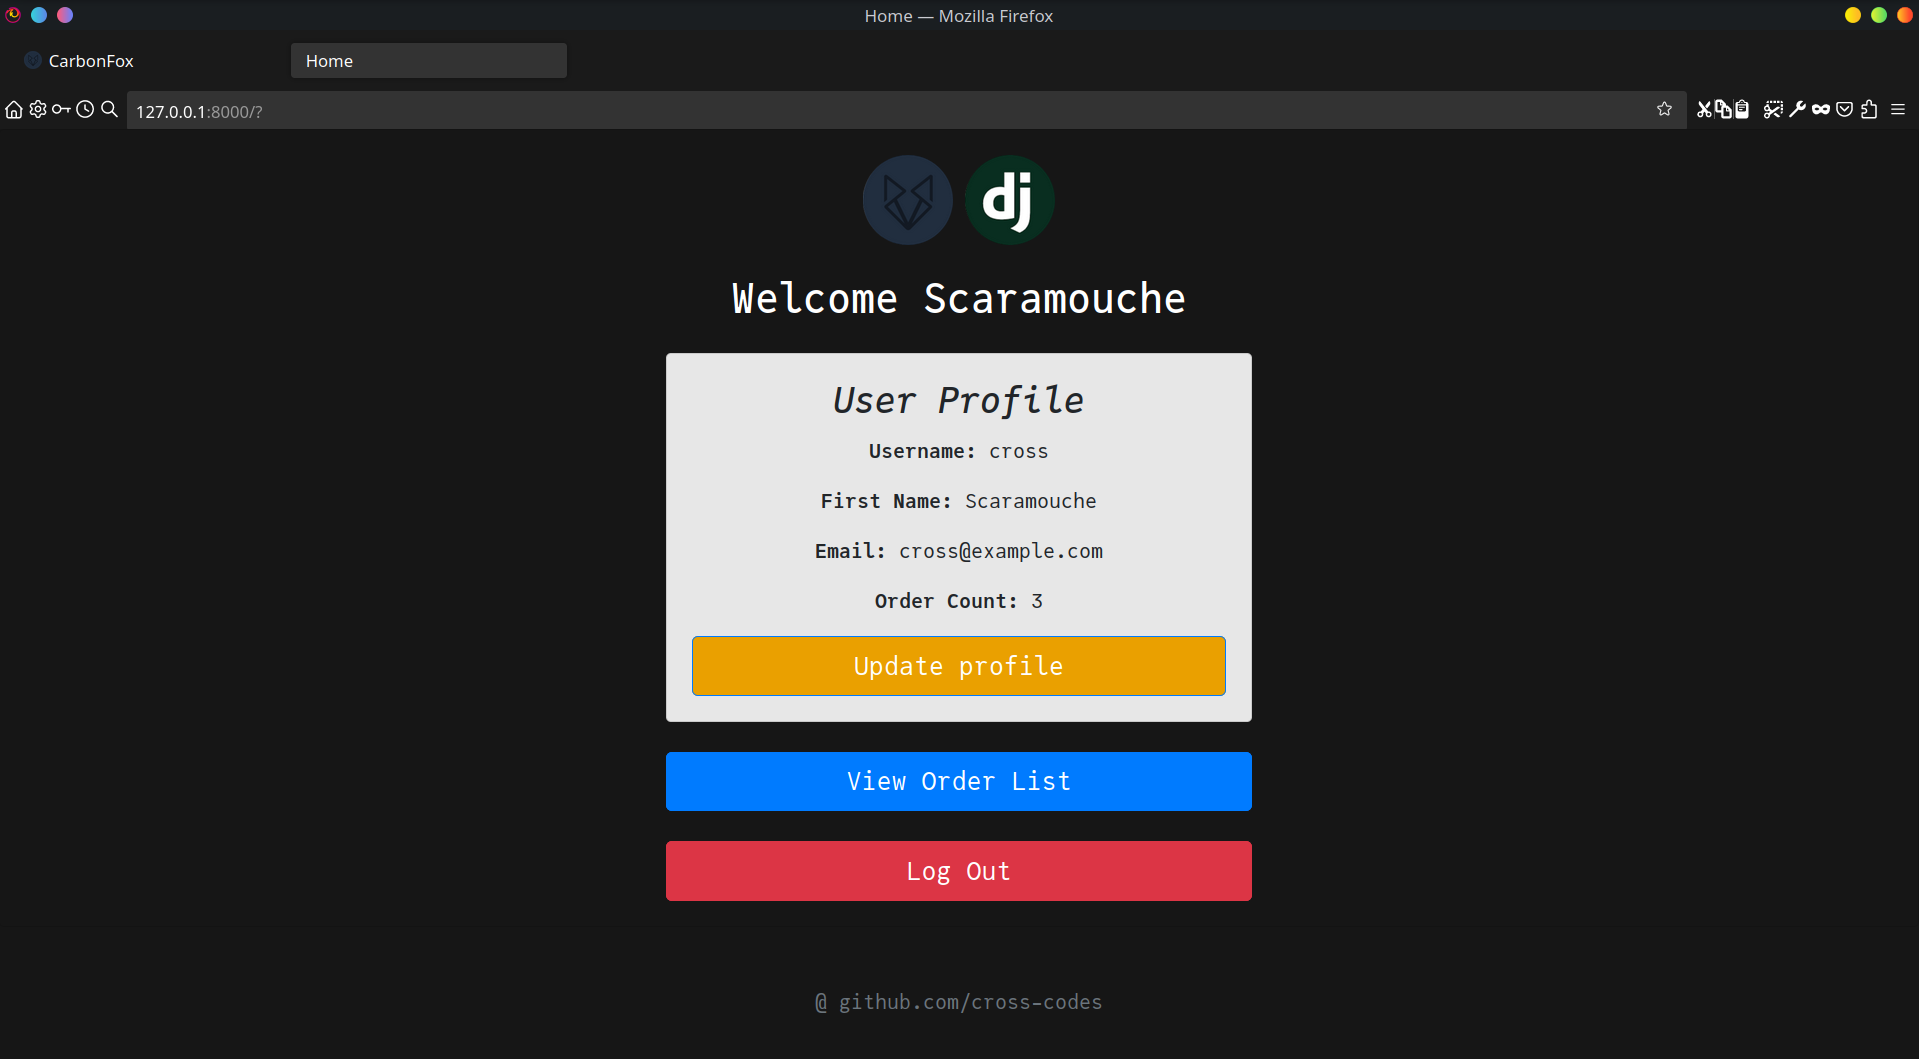 Home — Mozilla Firefox
CarbonFox
Home
127.0.0.1:8000/?
dj
Welcome Scaramouche
User Profile
Username: cross
First Name: Scaramouche
Email: cross@example.com
Order Count: 3
Update profile
View Order List
Log Out
@ github.com/cross-codes